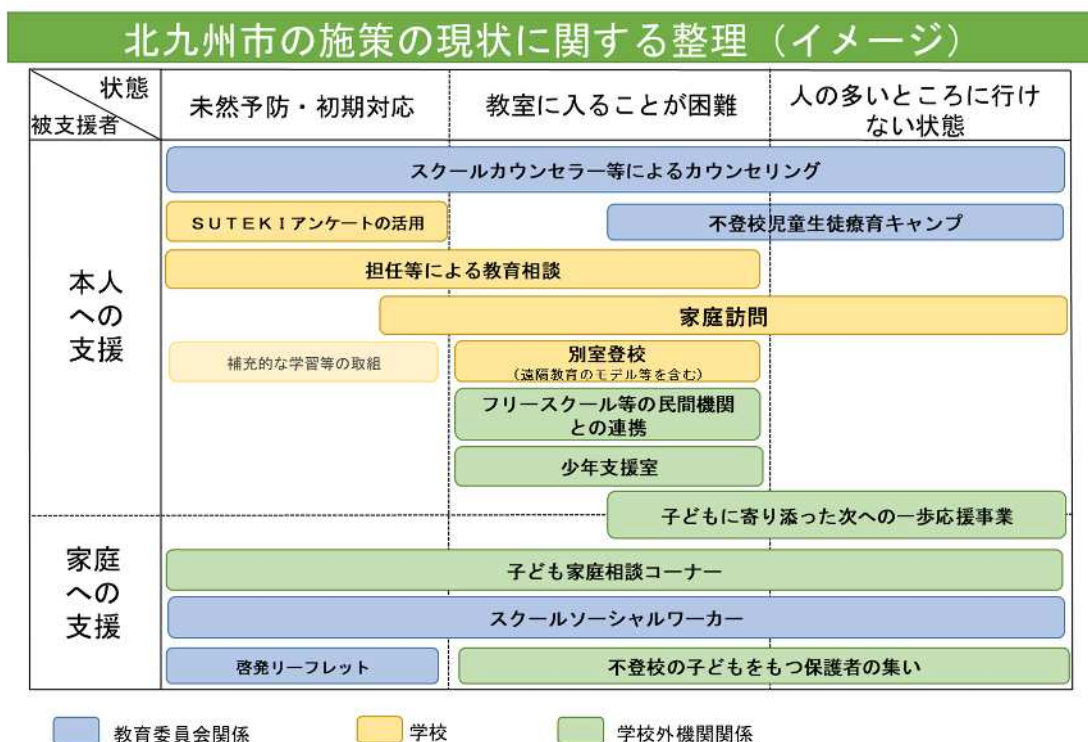 北九州市の施策の現状に関する整理（イメージ）
状態
被支援者
未然予防・初期対応
教室に入ることが困難
人の多いところに行け
ない状態
本人
への
支援
スクールカウンセラー等によるカウンセリング
ＳＵＴＥＫＩアンケートの活用
不登校児童生徒療育キャンプ
担任等による教育相談
家庭訪問
補充的な学習等の取組
別室登校
（遠隔教育のモデル等を含む）
フリースクール等の民間機関
との連携
少年支援室
子どもに寄り添った次への一歩応援事業
家庭
への
支援
子ども家庭相談コーナー
スクールソーシャルワーカー
啓発リーフレット
不登校の子どもをもつ保護者の集い
教育委員会関係
学校
学校外機関関係